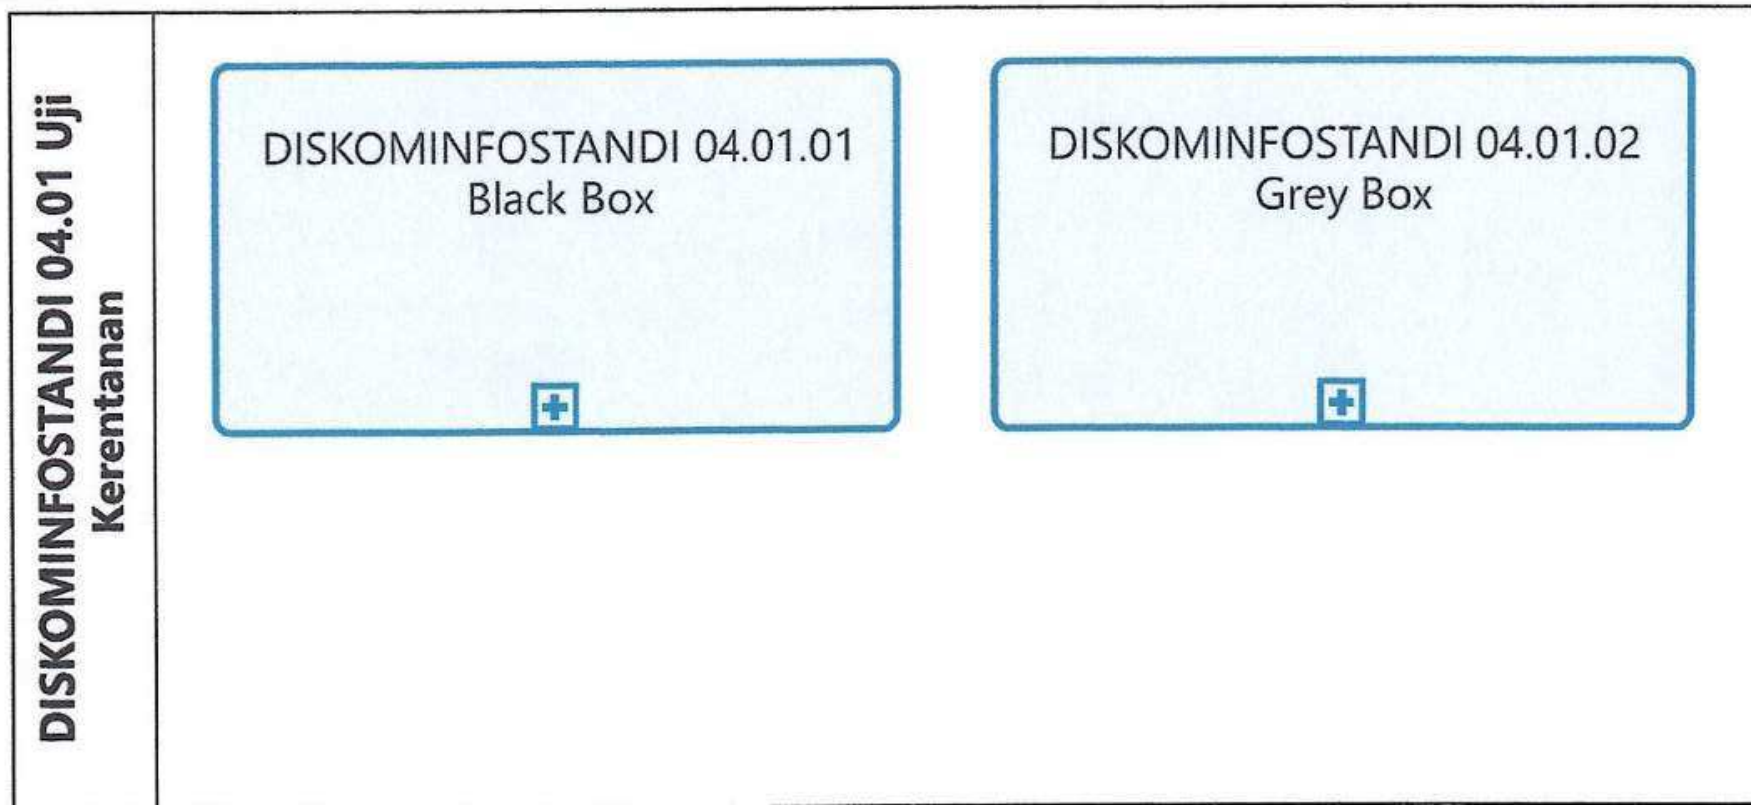 DISKOMINFOSTANDI 04.01 Uji
Kerentanan
DISKOMINFOSTANDI 04.01.01
Black Box
DISKOMINFOSTANDI 04.01.02
Grey Box